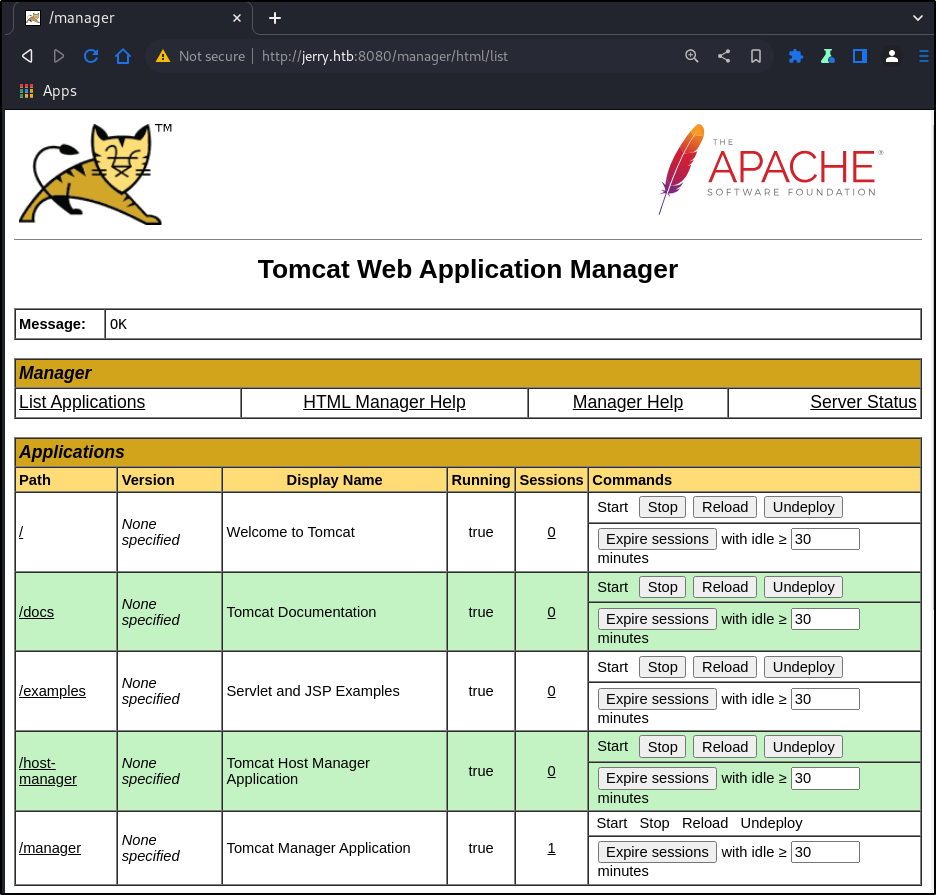 /manager
Not secure http://jerry.htb:8080/manager/html/list
Apps
TM
THE
APACHE®
SOFTWARE FOUNDATION
Tomcat Web Application Manager
Message: OK
Manager
List Applications HTML Manager Help Manager Help Server Status
Applications
Path Version Display Name Running Sessions Commands
/ None specified Welcome to Tomcat true 0 Start Stop Reload Undeploy
Expire sessions with idle ≥ 30
minutes
/docs None specified Tomcat Documentation true 0 Start Stop Reload Undeploy
Expire sessions with idle ≥ 30
minutes
/examples None specified Servlet and JSP Examples true 0 Start Stop Reload Undeploy
Expire sessions with idle ≥ 30
minutes
/host-manager None specified Tomcat Host Manager Application true 0 Start Stop Reload Undeploy
Expire sessions with idle ≥ 30
minutes
/manager None specified Tomcat Manager Application true 1 Start Stop Reload Undeploy
Expire sessions with idle ≥ 30
minutes